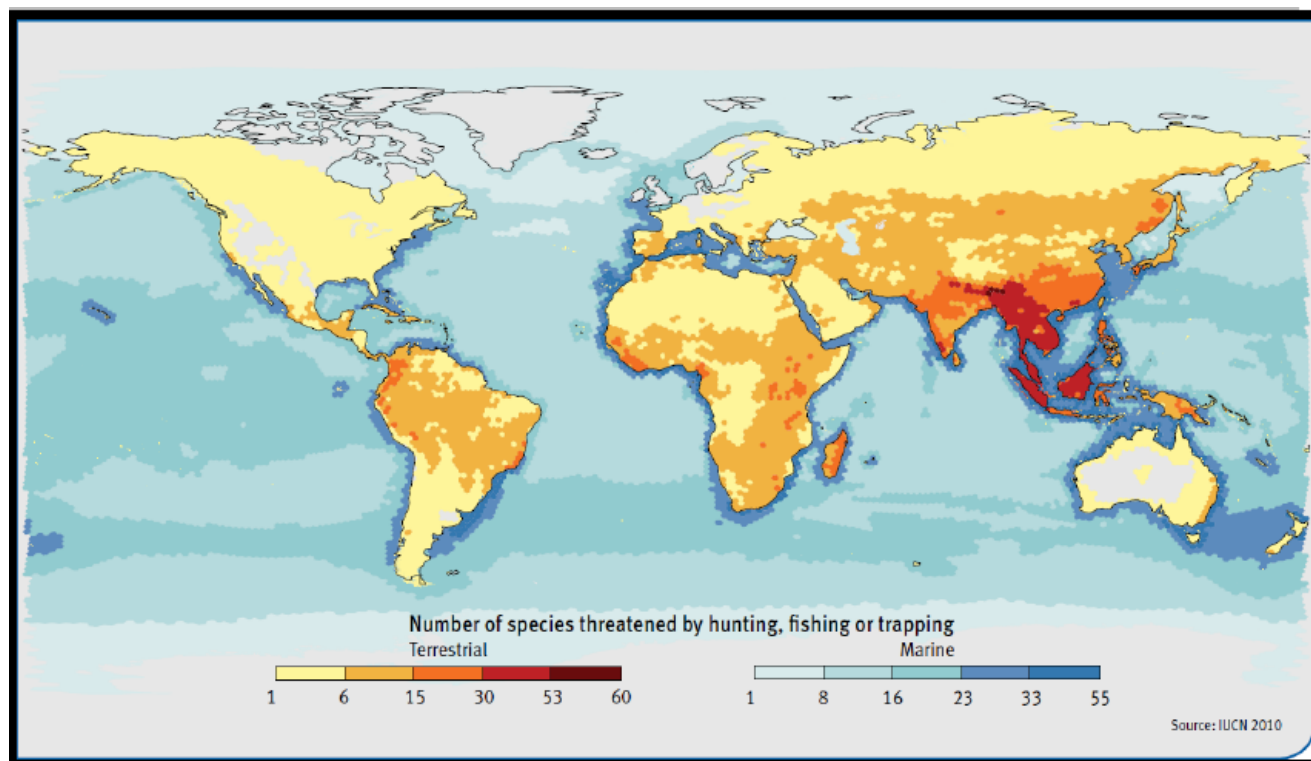 Number of species threatened by hunting, fishing or trapping
Terrestrial
Marine
1 6 15 30 53 60
1 8 16 23 33 55
Source: IUCN 2010